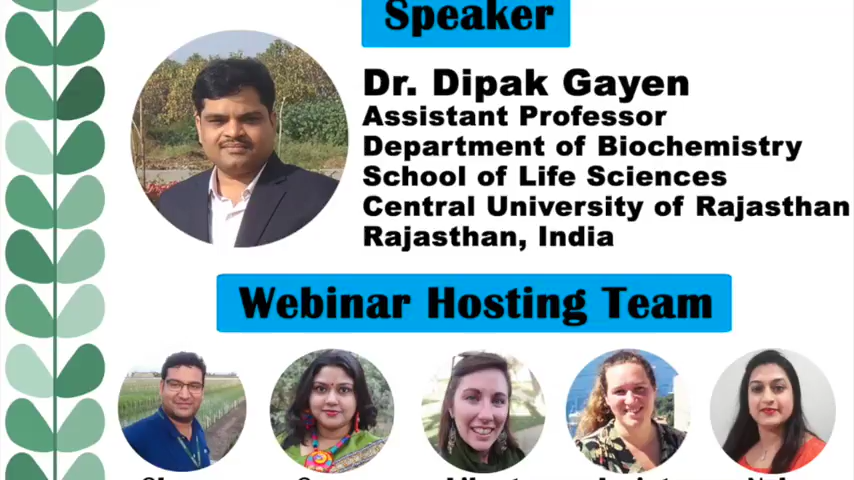 Speaker
Dr. Dipak Gayen
Assistant Professor
Department of Biochemistry
School of Life Sciences
Central University of Rajasthan
Rajasthan, India
Webinar Hosting Team